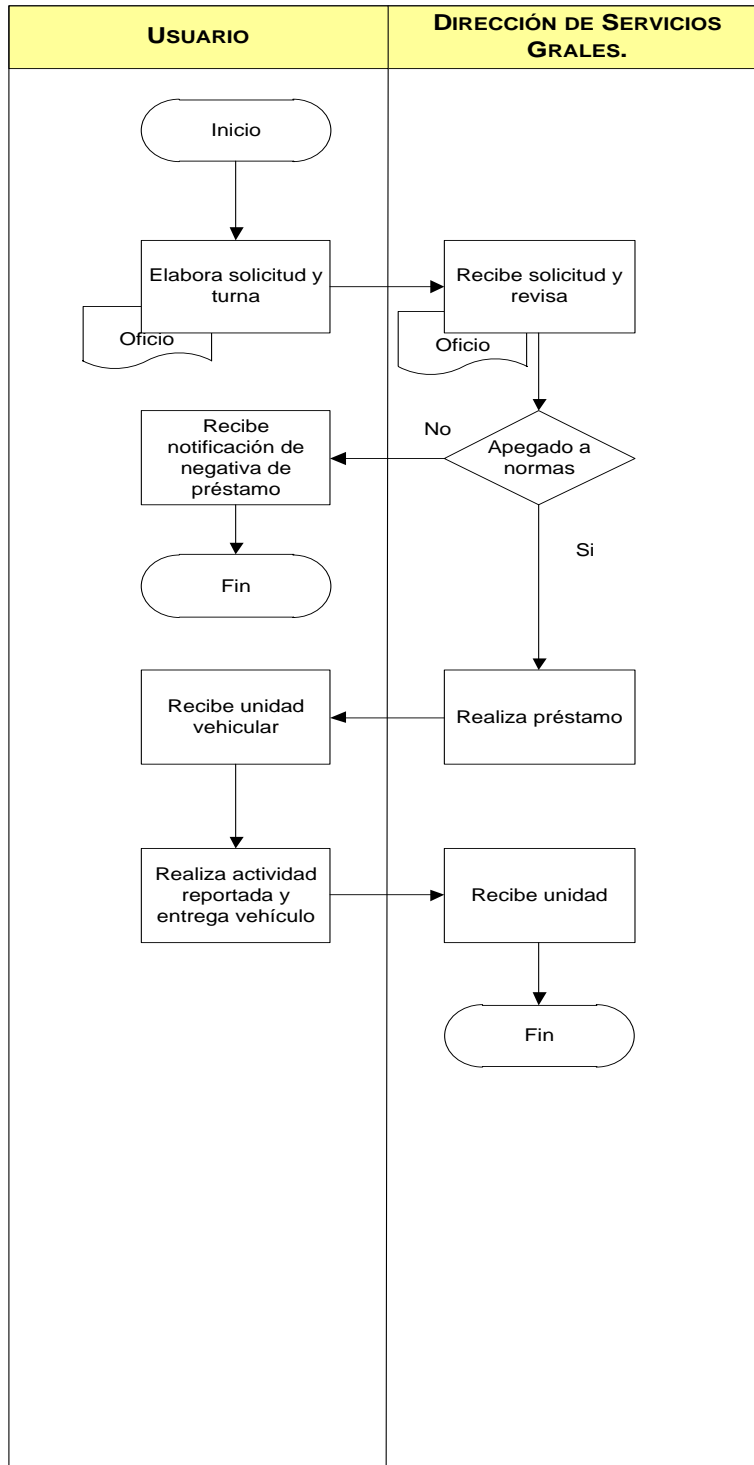 USUARIO
DIRECCIÓN DE SERVICIOS
GRALES.
Inicio
Elabora solicitud y
turna
Oficio
Recibe solicitud y
revisa
Oficio
Apegado a
normas
No
Recibe
notificación de
negativa de
préstamo
Fin
Si
Realiza préstamo
Recibe unidad
vehicular
Realiza actividad
reportada y
entrega vehículo
Recibe unidad
Fin